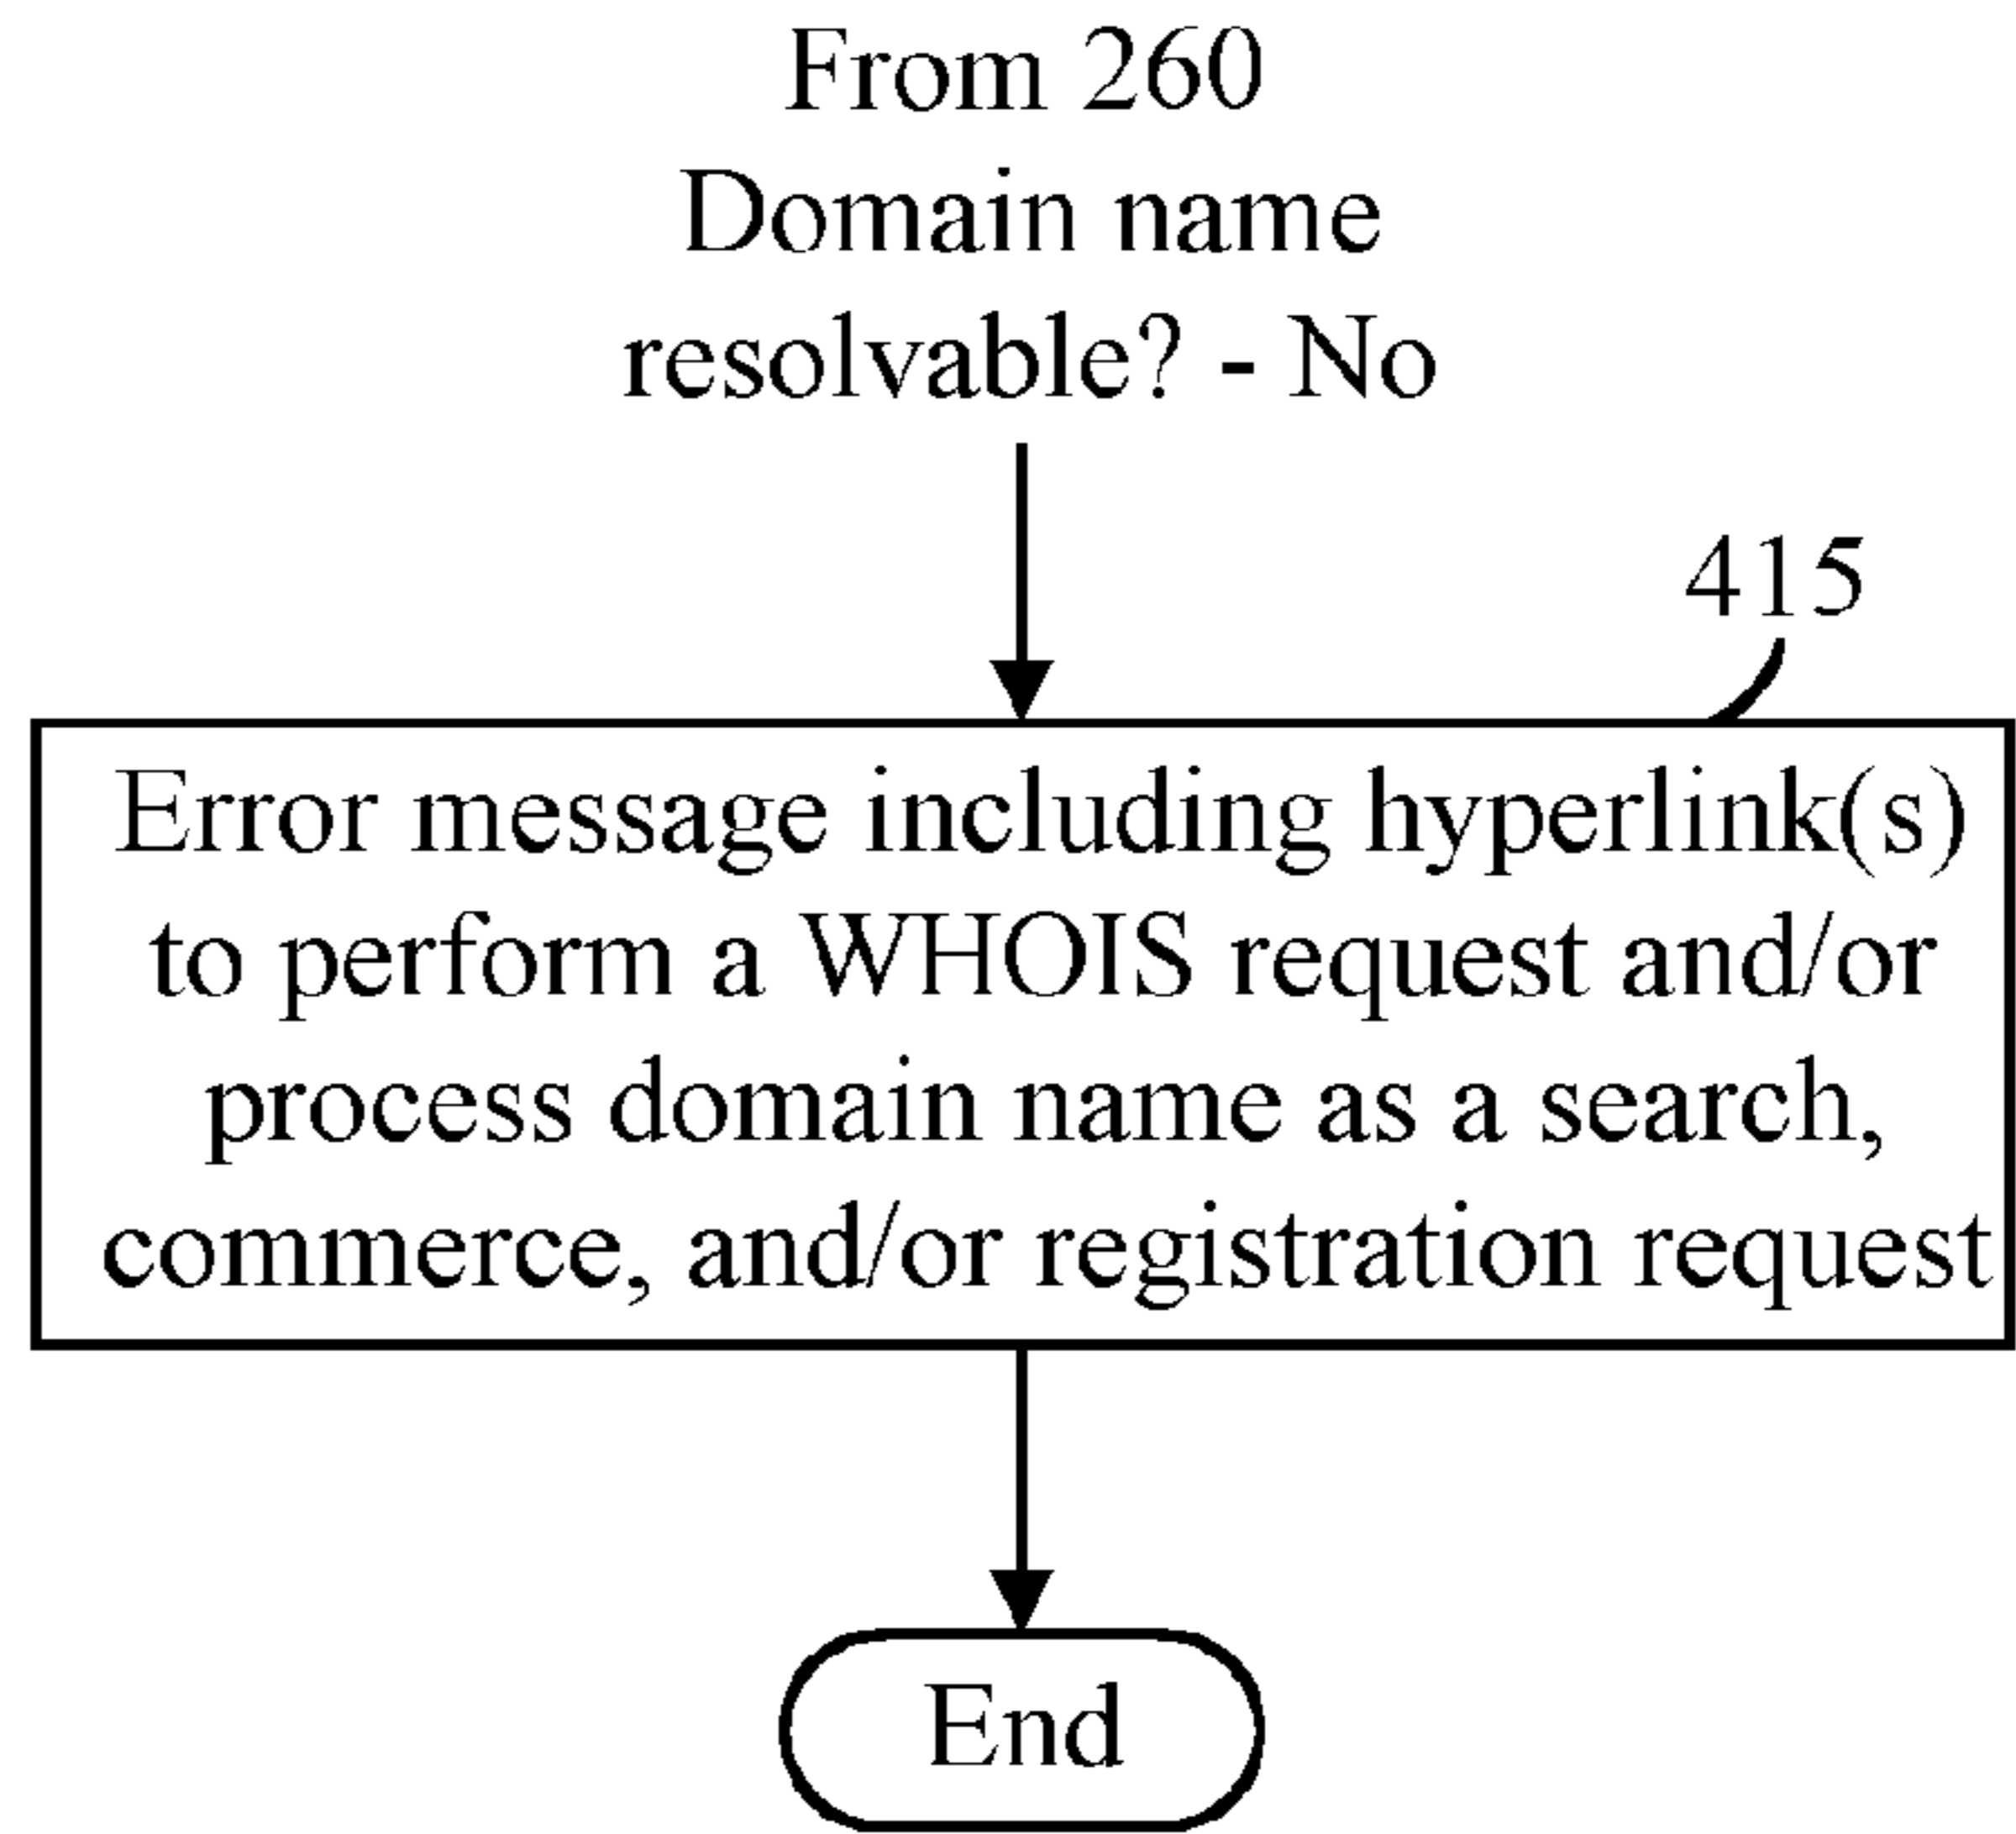 From 260
Domain name
resolvable? - No
415
Error message including hyperlink(s)
to perform a WHOIS request and/or
process domain name as a search,
commerce, and/or registration request
End